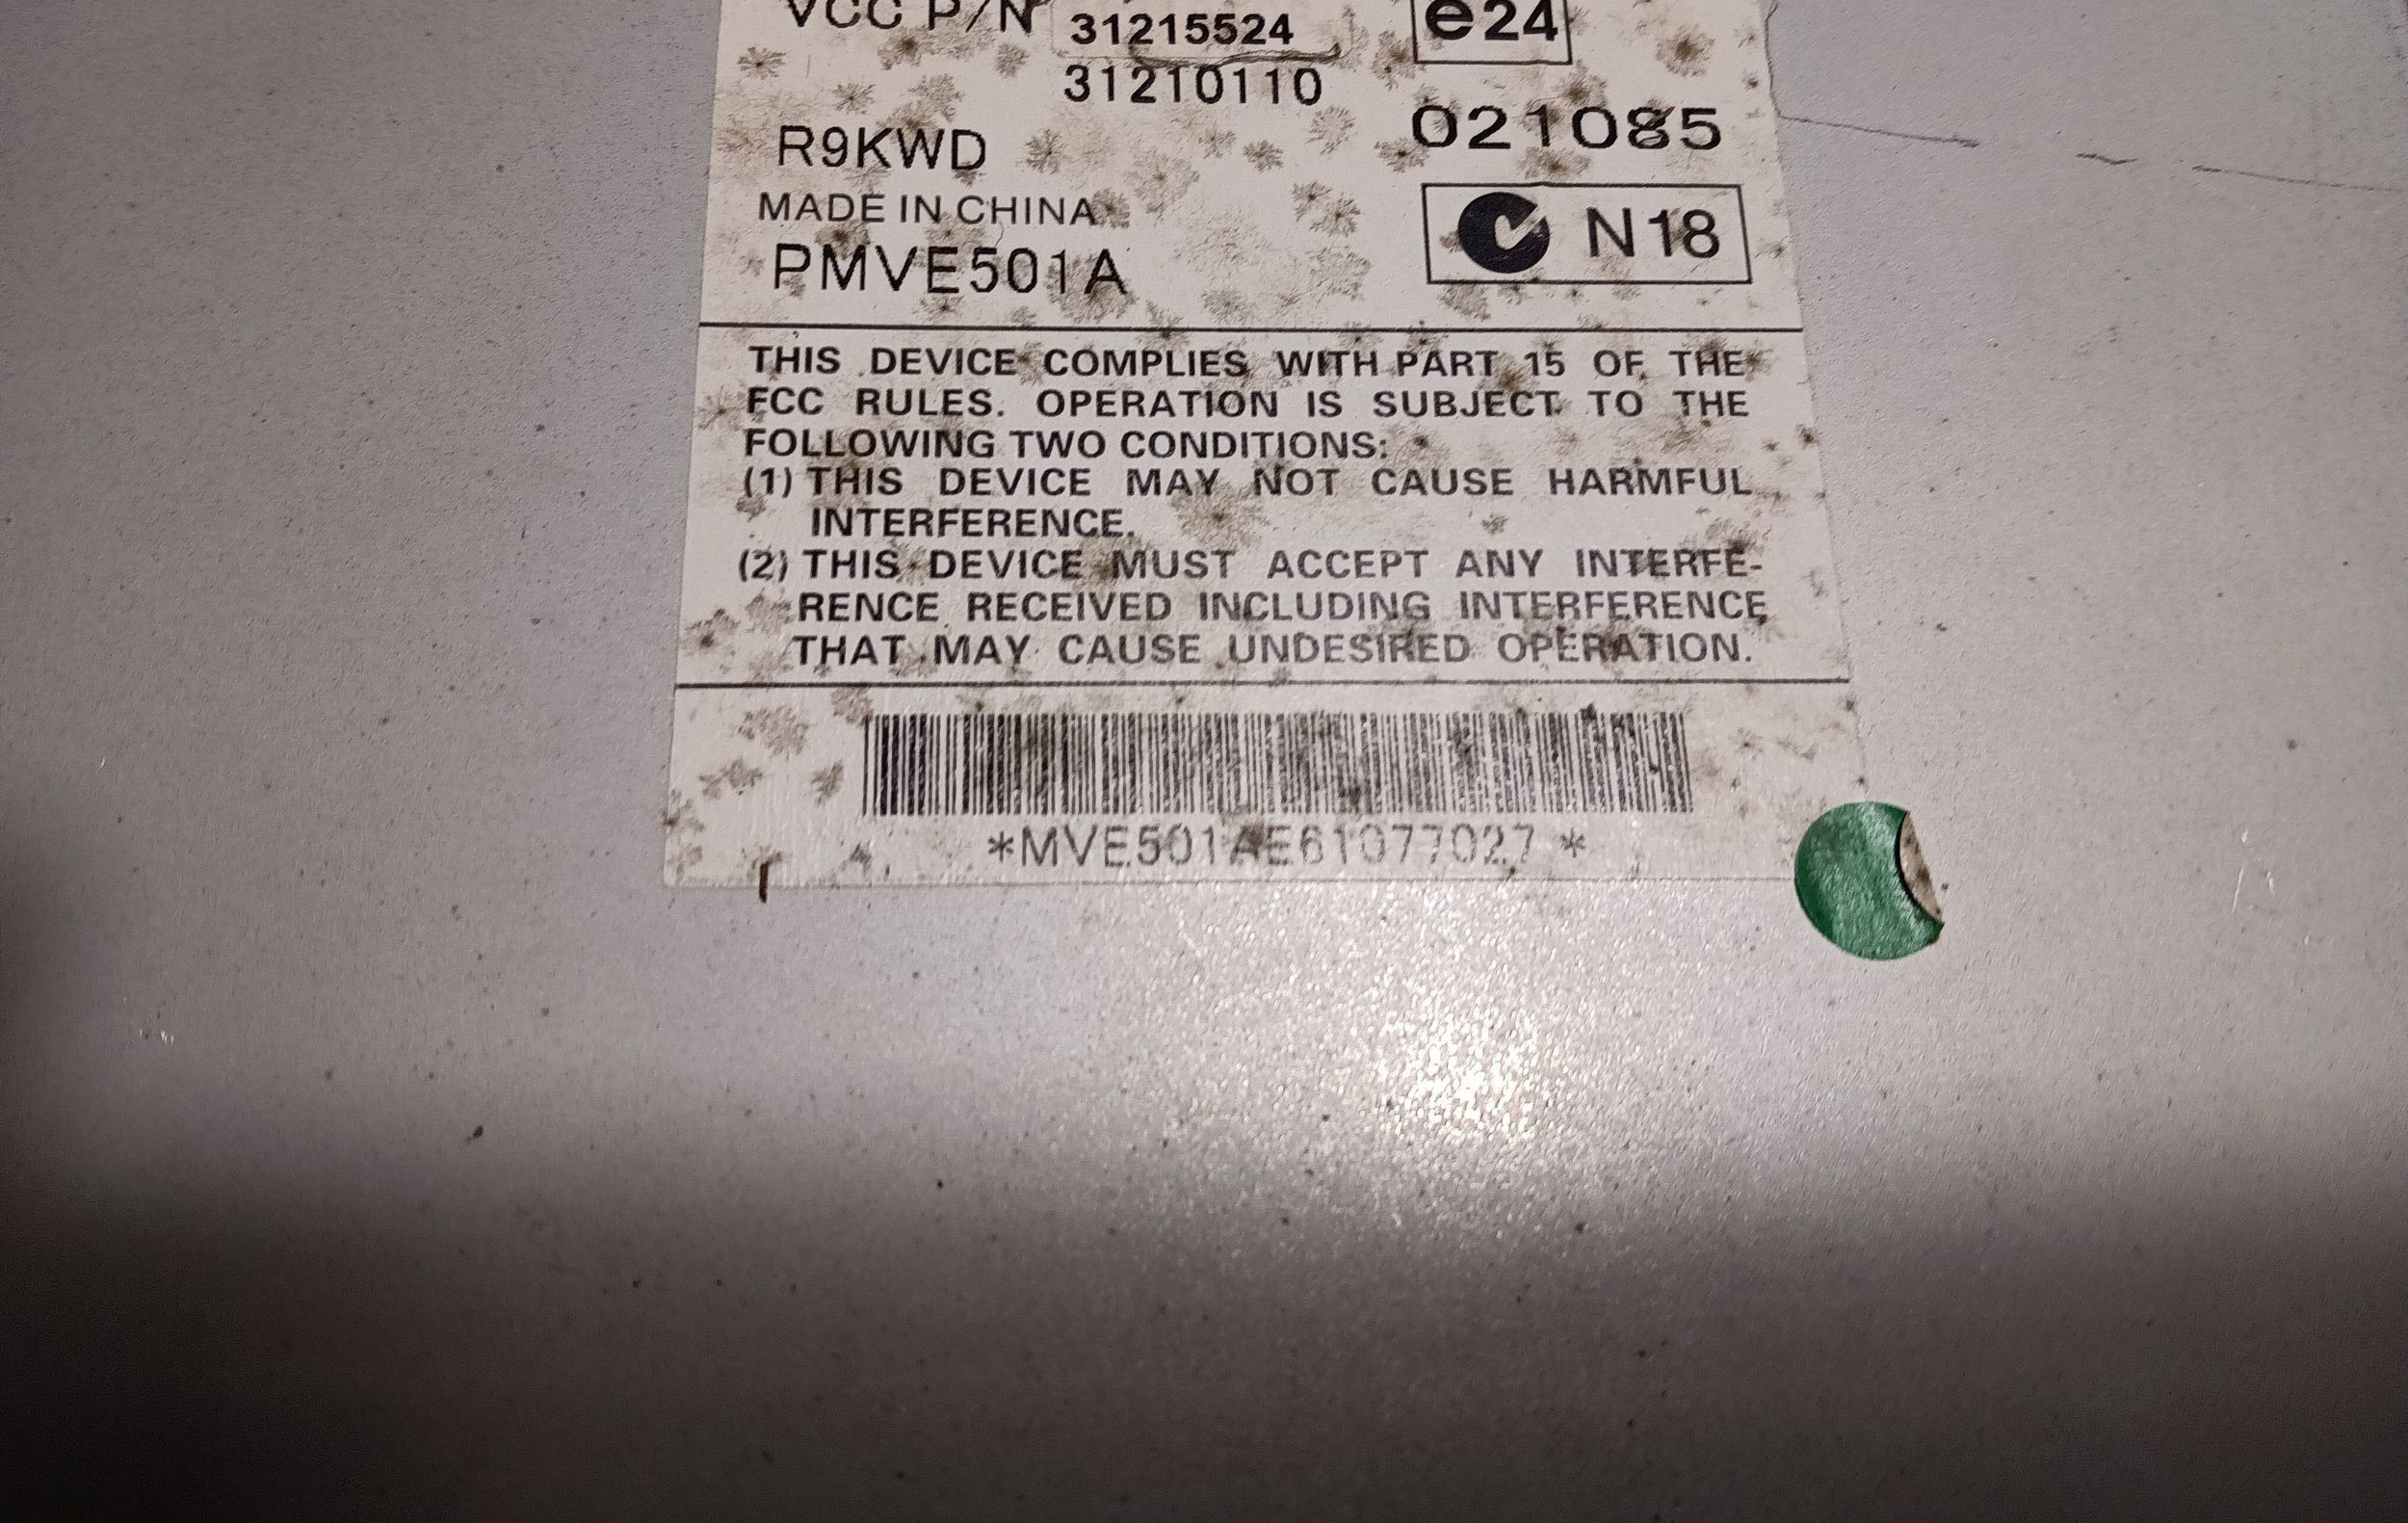 VCC P/N 31215524 e24
31210110
021085
R9KWD
MADE IN CHINA
N18
PMVE501A
THIS DEVICE COMPLIES WITH PART 15 OF THE
FCC RULES. OPERATION IS SUBJECT TO THE
FOLLOWING TWO CONDITIONS:
(1) THIS DEVICE MAY NOT CAUSE HARMFUL
INTERFERENCE.
(2) THIS DEVICE MUST ACCEPT ANY INTERFE-
RENCE RECEIVED INCLUDING INTERFERENCE
THAT MAY CAUSE UNDESIRED OPERATION.
*MVE501AE61077027*